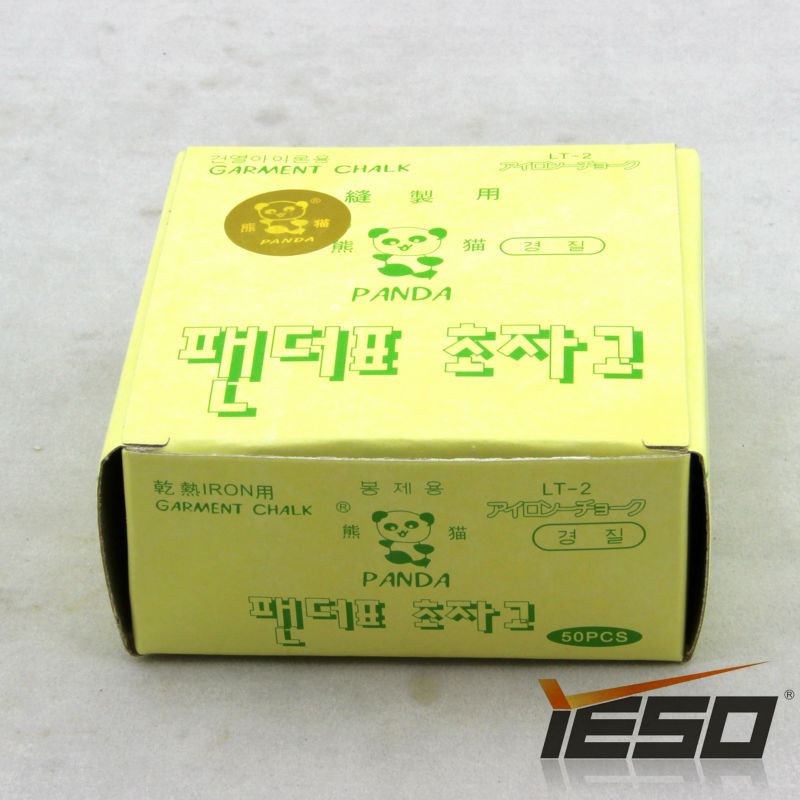 건열아이론용 LT-2
GARMENT CHALK アイロンーチョーク
縫製用
熊猫
®
PANDA
熊 猫 경질
PANDA
팬더표 초자고
乾熱IRON用 봉제용 LT-2
GARMENT CHALK ® アイロンーチョーク
熊 猫 경질
PANDA
팬더표 초자고 50PCS
YESO ®